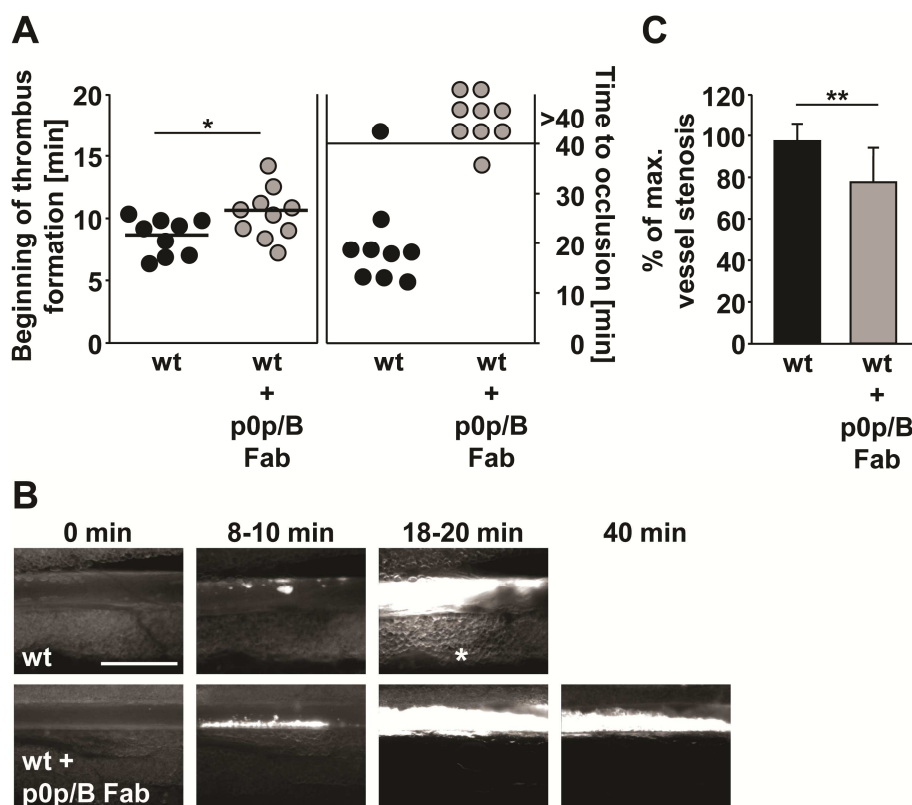 A
Beginning of thrombus
formation [min]
20
15
10
5
0
*
wt
wt
+
p0p/B
Fab
Time to occlusion [min]
>40
40
30
20
10
0
wt
wt
+
p0p/B
Fab
C
% of max.
vessel stenosis
120
100
80
60
40
20
0
**
wt
wt
+
p0p/B
Fab
B
0 min
8-10 min
18-20 min
40 min
wt
*
wt +
p0p/B Fab